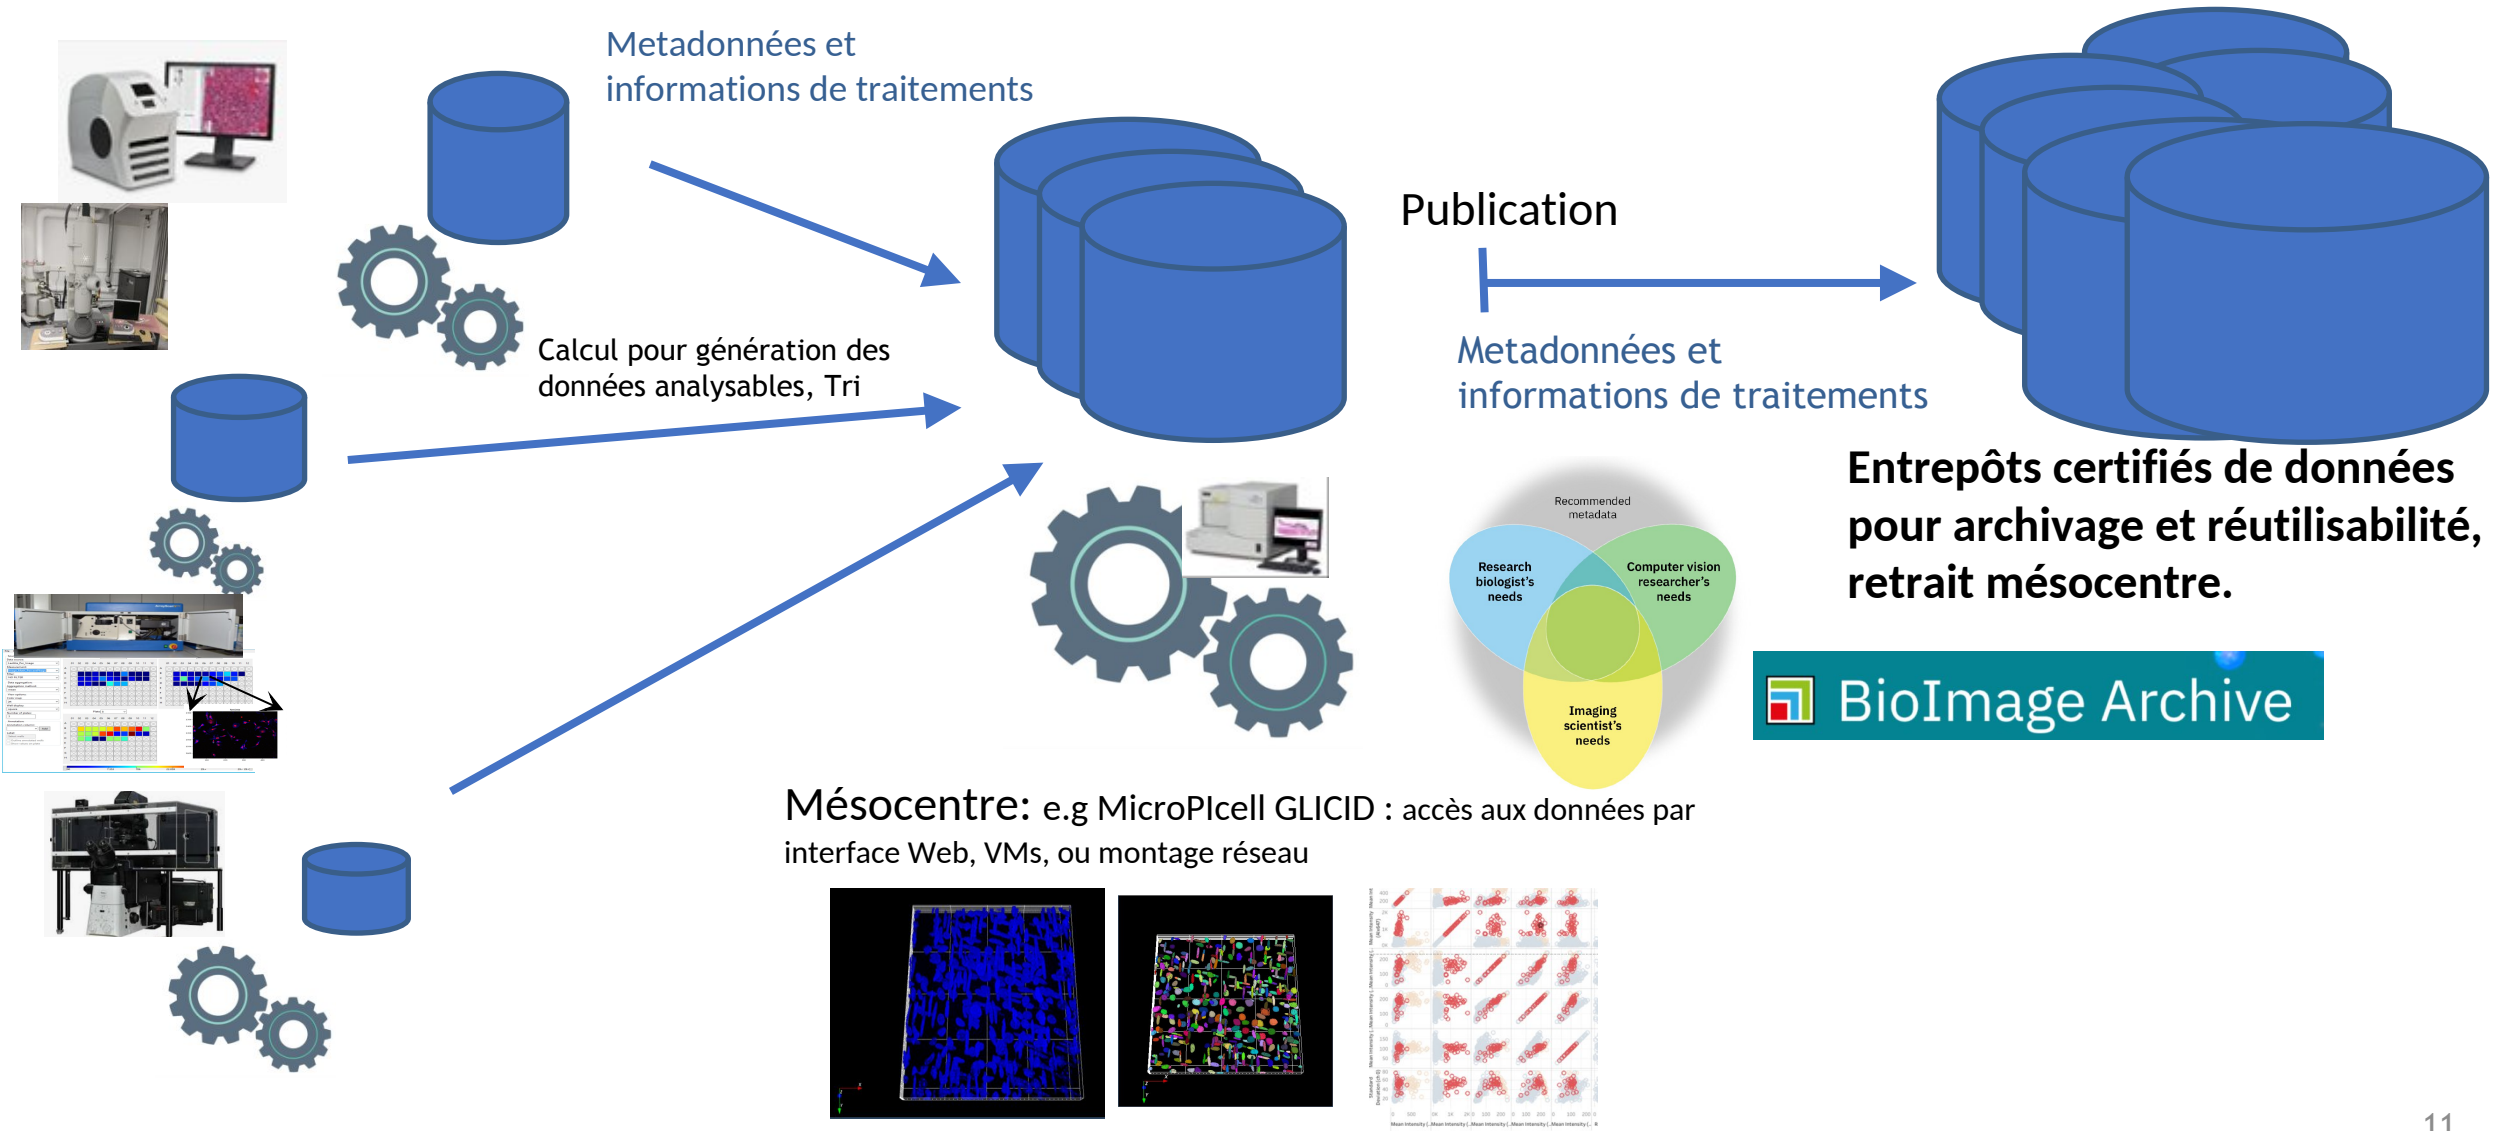 Metadonnées et
informations de traitements
Publication
Calcul pour génération des
données analysables, Tri
Metadonnées et
informations de traitements
Entrepôts certifiés de données
pour archivage et réutilisabilité,
retrait mésocentre.
Recommended
metadata
Research
biologist's
needs
Computer vision
researcher's
needs
Imaging
scientist's
needs
BioImage Archive
Mésocentre: e.g MicroPIcell GLICID : accès aux données par
interface Web, VMs, ou montage réseau
11